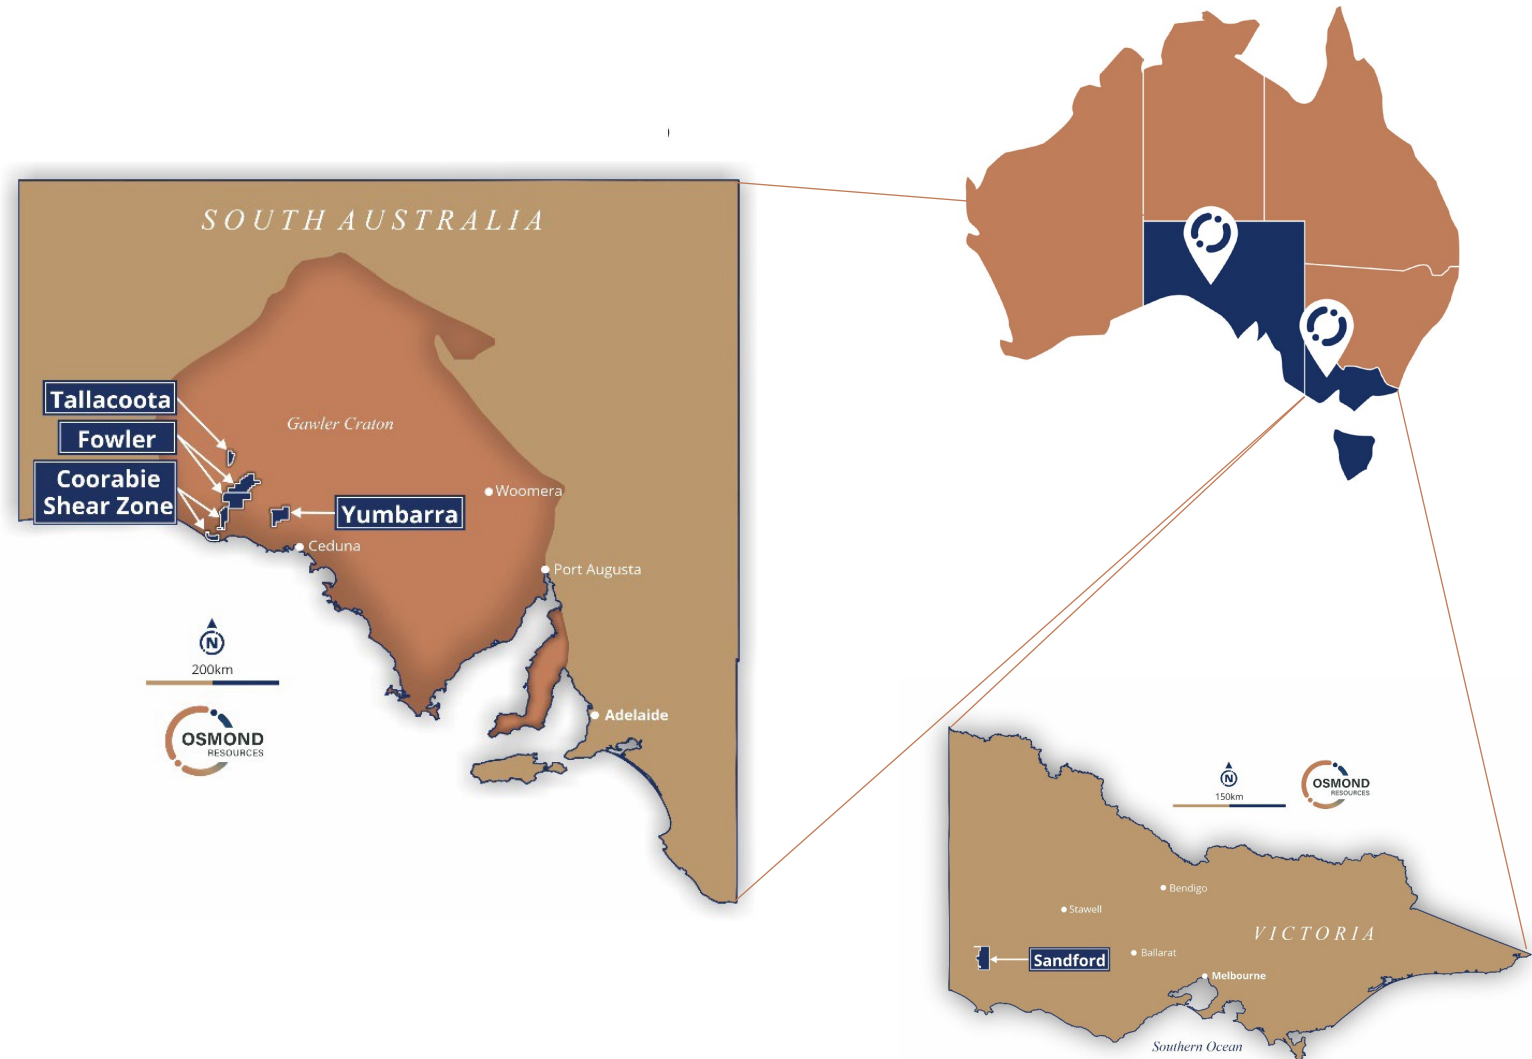 SOUTH AUSTRALIA
Tallacoota
Fowler
Coorabie
Shear Zone
Gawler Craton
Woomera
Yumbarra
Ceduna
Port Augusta
N
200km
OSMOND
RESOURCES
Adelaide
N
150km
OSMOND
RESOURCES
Bendigo
Stawell
VICTORIA
Ballarat
Sandford
Melbourne
Southern Ocean